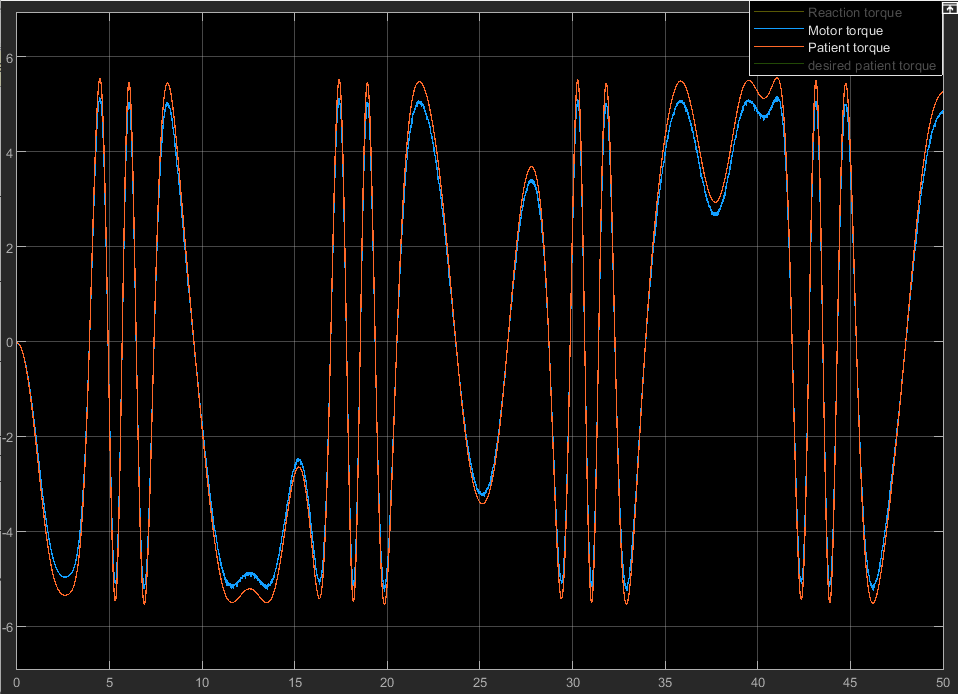 Reaction torque
Motor torque
Patient torque
desired patient torque
6
4
2
0
-2
-4
-6
0 5 10 15 20 25 30 35 40 45 50